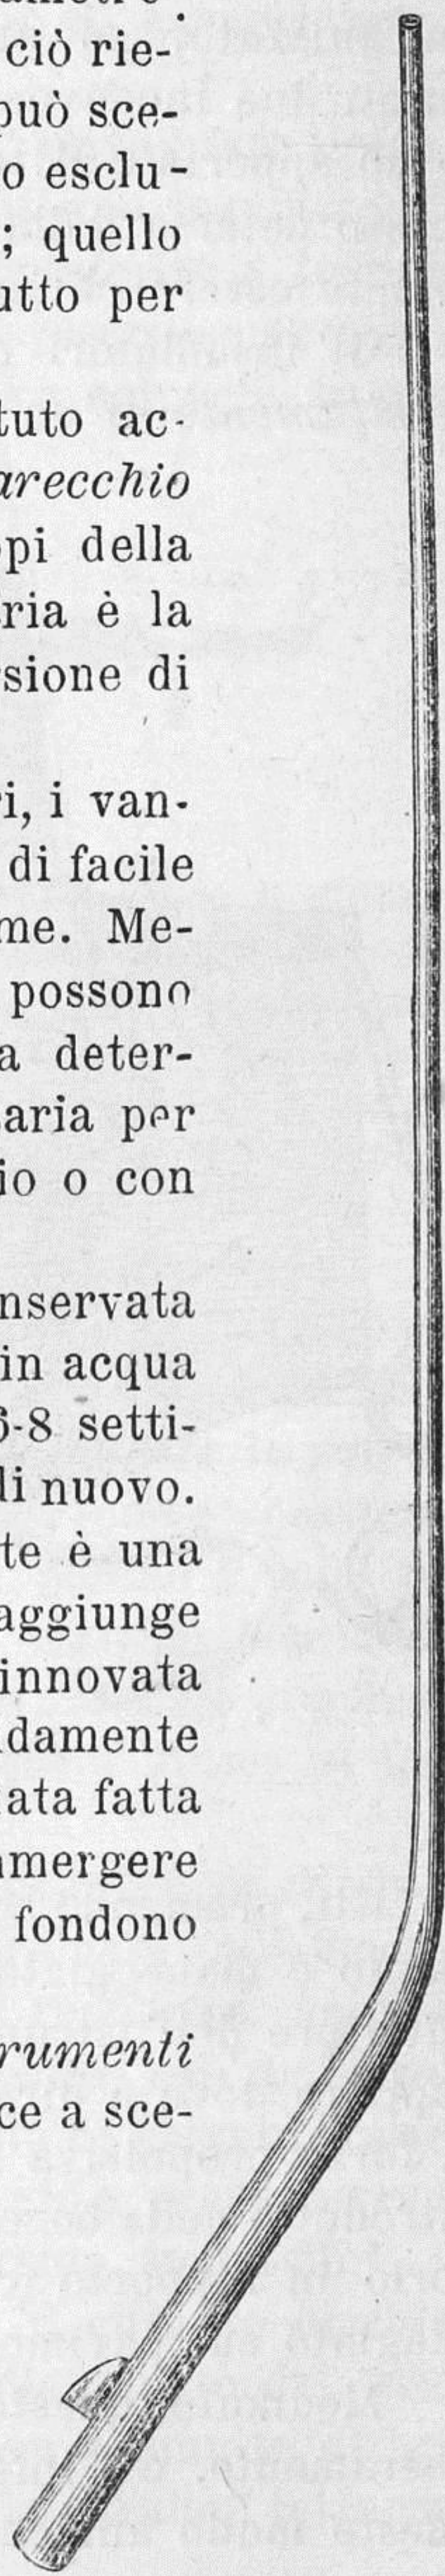 ciò rie-
può sce-
o esclu-
; quello
utto per
tuto ac-
arecchio
pi della
ria è la
sione di
i, i van-
di facile
me. Me-
possono
a deter-
aria per
io o con
nservata
in acqua
6-8 setti-
li nuovo.
te è una
aggiunge
innovata
damente
ata fatta
mergere
fondono
rumenti
ce a sce-